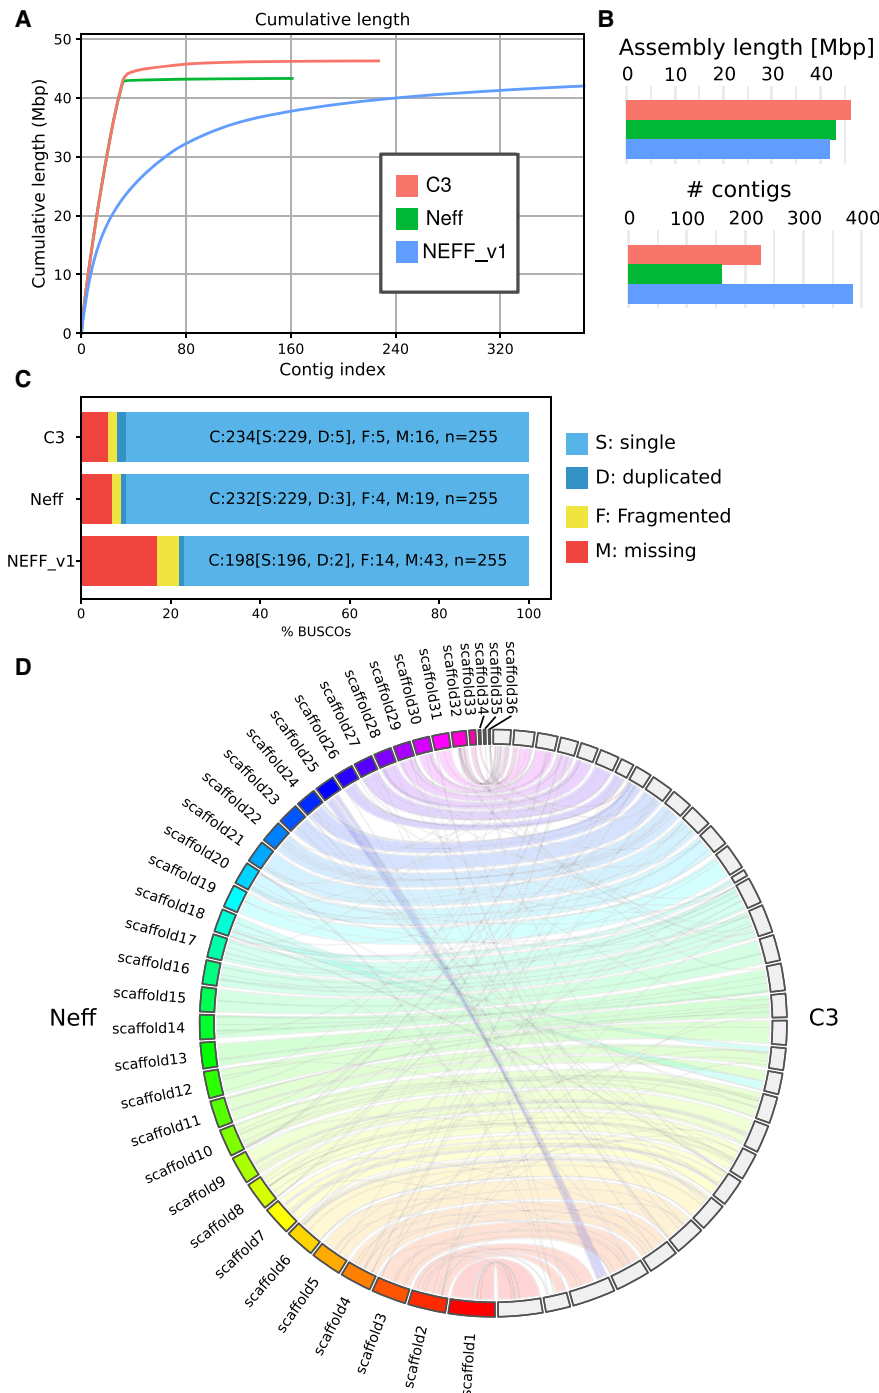 A
Cumulative length
Cumulative length (Mbp)
50
40
30
20
10
0
0 80 160 240 320
Contig index
C3
Neff
NEFF_v1
B
Assembly length [Mbp]
0 10 20 30 40
# contigs
0 100 200 300 400
C
C3
C:234[S:229, D:5], F:5, M:16, n=255
Neff
C:232[S:229, D:3], F:4, M:19, n=255
NEFF_v1
C:198[S:196, D:2], F:14, M:43, n=255
0 20 40 60 80 100
% BUSCOs
S: single
D: duplicated
F: Fragmented
M: missing
D
scaffold36
scaffold35
scaffold34
scaffold33
scaffold32
scaffold31
scaffold30
scaffold29
scaffold28
scaffold27
scaffold26
scaffold25
scaffold24
scaffold23
scaffold22
scaffold21
scaffold20
scaffold19
scaffold18
scaffold17
scaffold16
scaffold15
scaffold14
scaffold13
scaffold12
scaffold11
scaffold10
scaffold9
scaffold8
scaffold7
scaffold6
scaffold5
scaffold4
scaffold3
scaffold2
scaffold1
Neff
C3